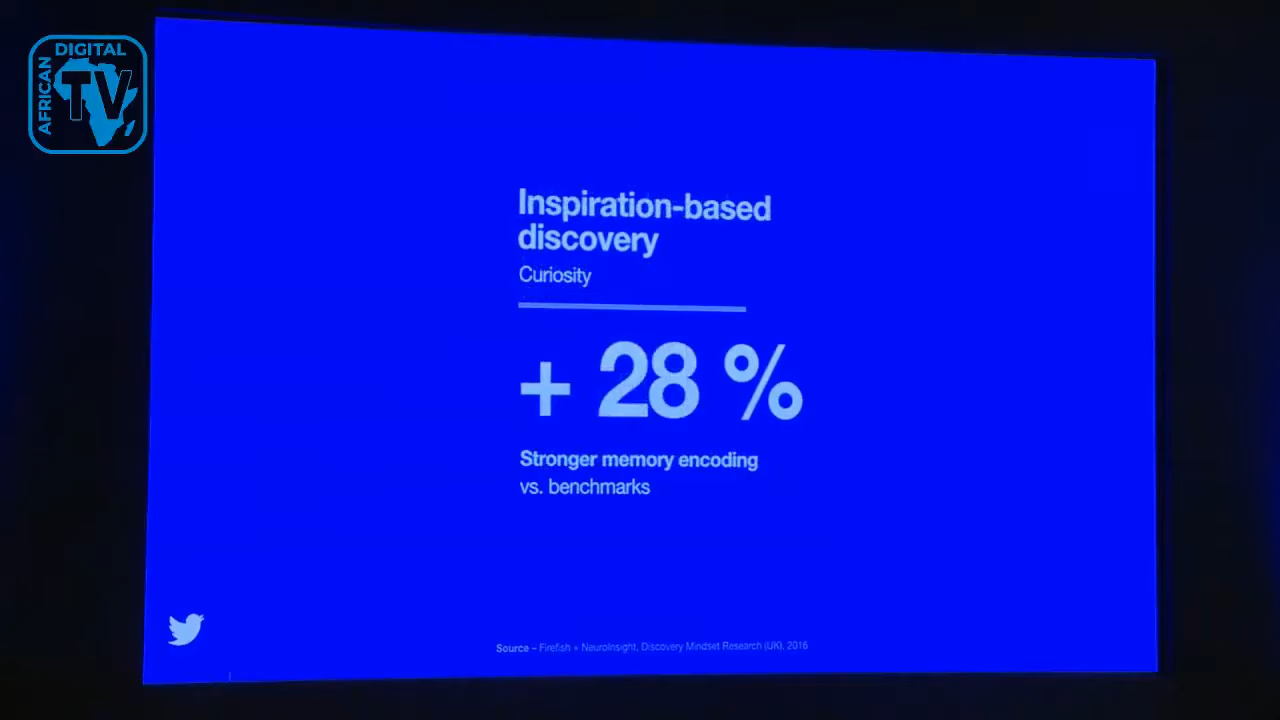 DIGITAL
AFRICAN
TV
Inspiration-based
discovery
Curiosity
+ 28 %
Stronger memory encoding
vs. benchmarks
Source – Firefish + NeuroInsight, Discovery Mindset Research (UK), 2016